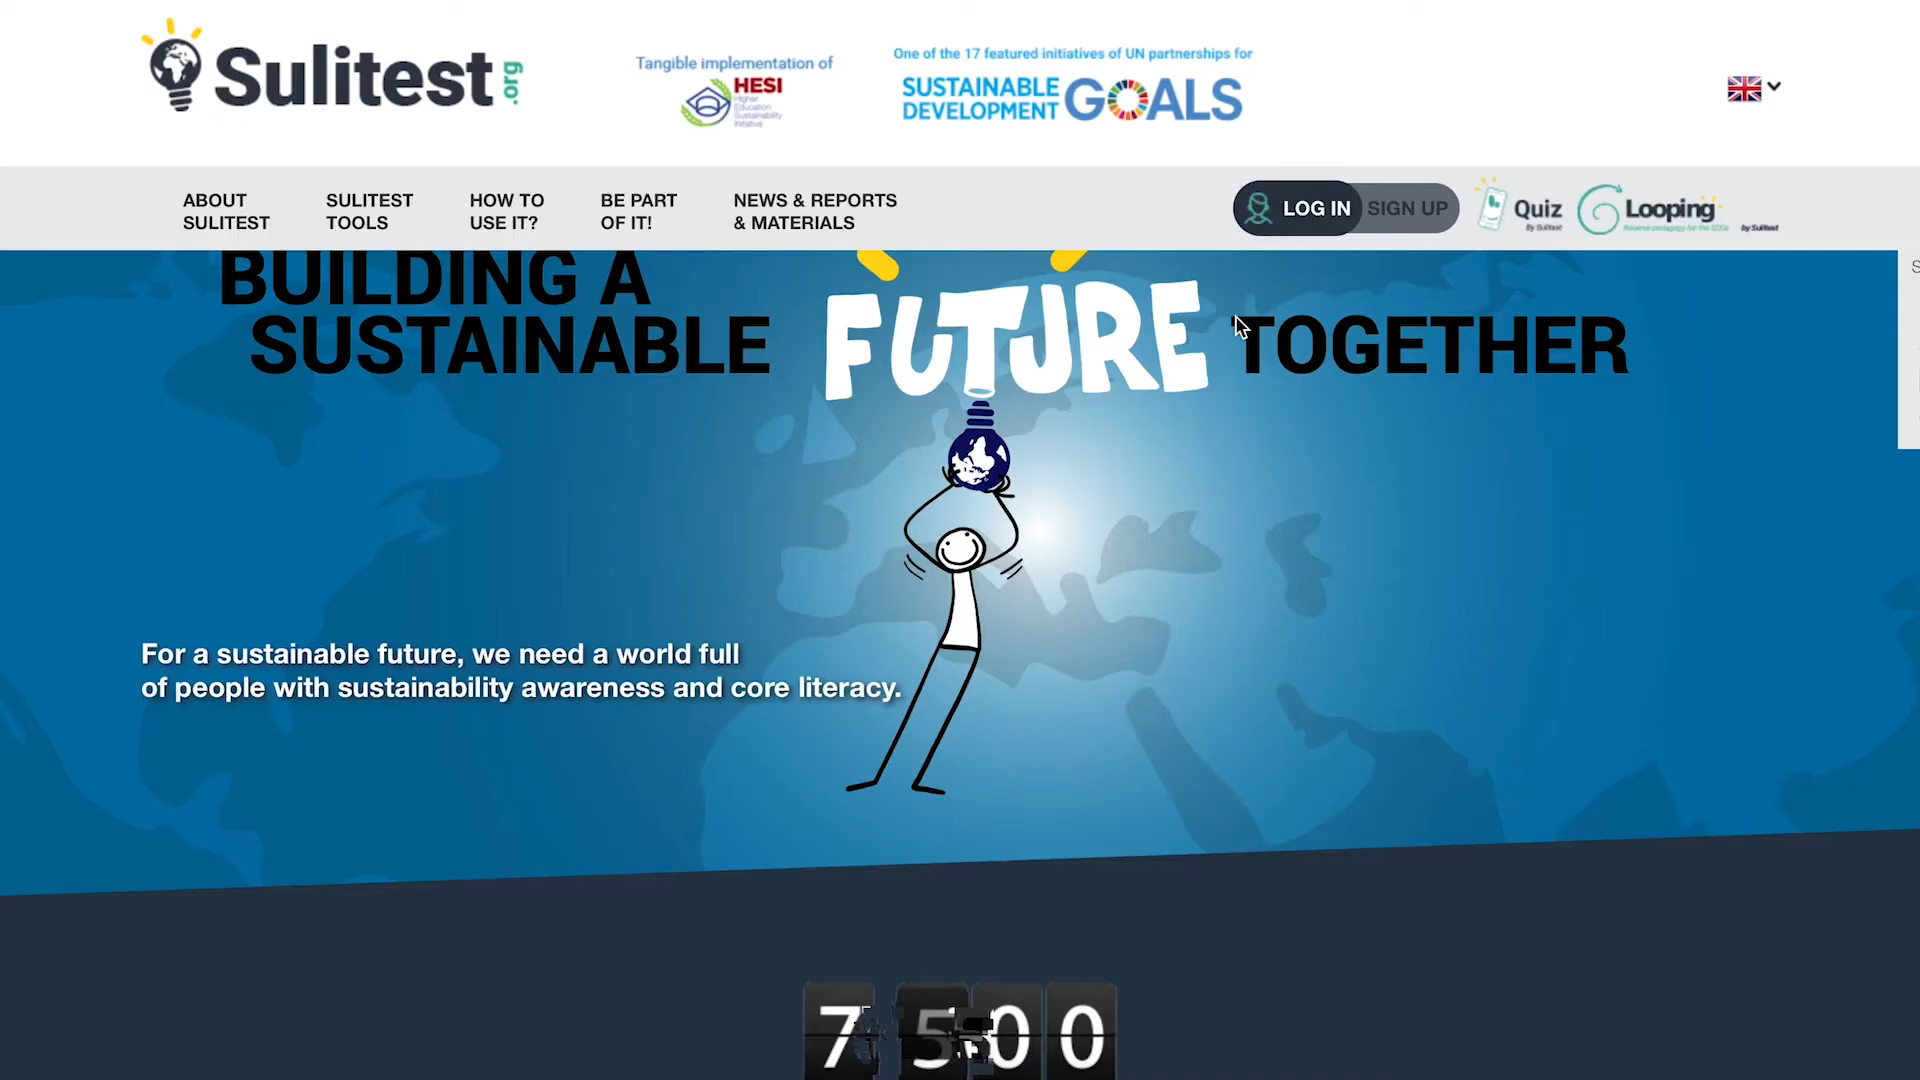 Sulitest.org
Tangible implementation of
HESI
Higher
Education
Sustainability
Initiative
One of the 17 featured initiatives of UN partnerships for
SUSTAINABLE
DEVELOPMENT
GOALS
ABOUT
SULITEST
SULITEST
TOOLS
HOW TO
USE IT?
BE PART
OF IT!
NEWS & REPORTS
& MATERIALS
LOG IN
SIGN UP
Quiz
By Sulitest
Looping
Reverse pedagogy for the SDGs
by Sulitest
BUILDING A
SUSTAINABLE
FUTURE
TOGETHER
For a sustainable future, we need a world full
of people with sustainability awareness and core literacy.
7 5 0 0